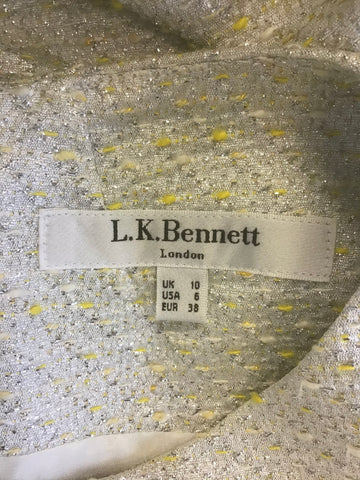 L.K.Bennett
London
UK 10
USA 6
EUR 38